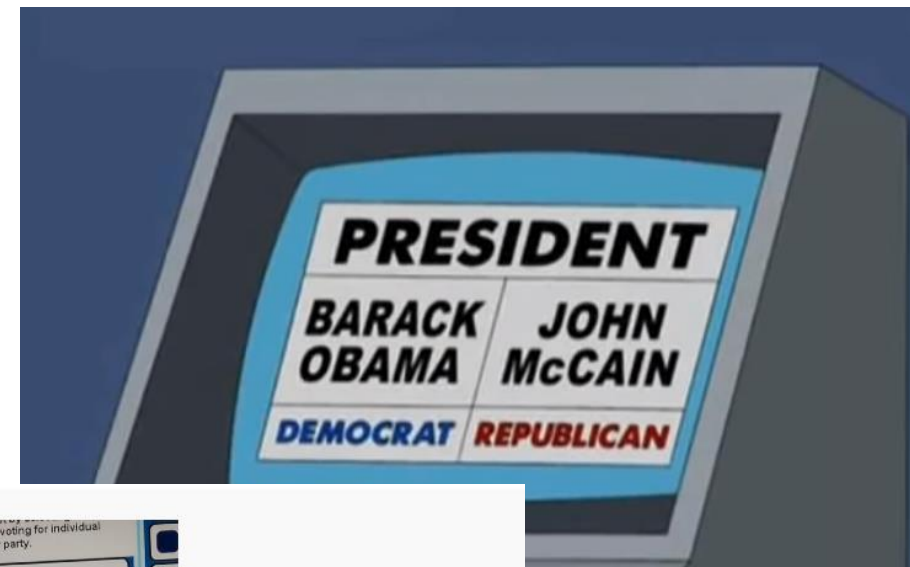 PRESIDENT
BARACK JOHN
OBAMA McCAIN
DEMOCRAT REPUBLICAN
voting for individual
party.